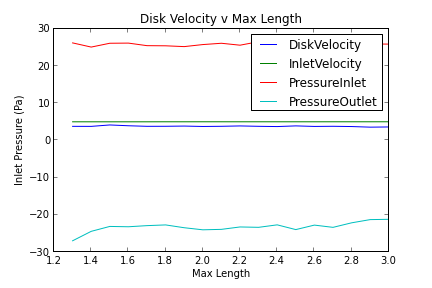 Disk Velocity v Max Length
30
20
10
0
−10
−20
−30
Inlet Pressure (Pa)
DiskVelocity
InletVelocity
PressureInlet
PressureOutlet
1.2 1.4 1.6 1.8 2.0 2.2 2.4 2.6 2.8 3.0
Max Length